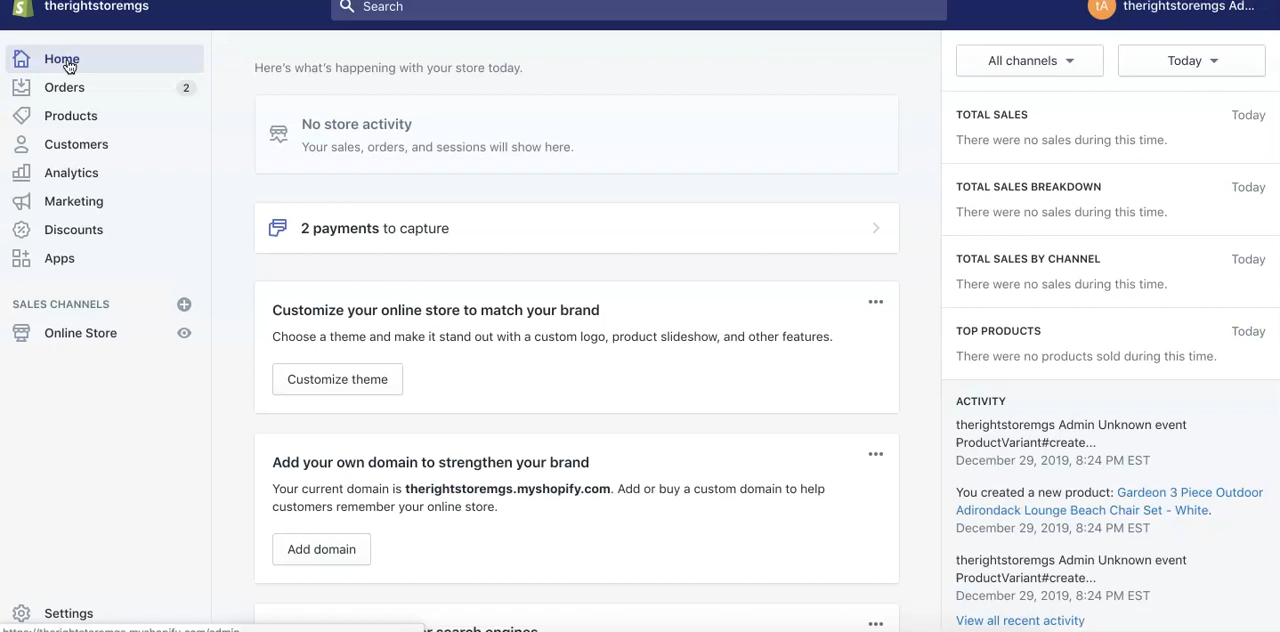 therightstoremgs
Search
tA
therightstoremgs Ad...
Home
Orders
2
Products
Customers
Analytics
Marketing
Discounts
Apps
SALES CHANNELS
Online Store
Settings
https://therightstoremgs.myshopify.com/admin
Here's what's happening with your store today.
No store activity
Your sales, orders, and sessions will show here.
2 payments to capture
Customize your online store to match your brand
Choose a theme and make it stand out with a custom logo, product slideshow, and other features.
Customize theme
Add your own domain to strengthen your brand
Your current domain is therightstoremgs.myshopify.com. Add or buy a custom domain to help
customers remember your online store.
Add domain
search engines
All channels
Today
TOTAL SALES
Today
There were no sales during this time.
TOTAL SALES BREAKDOWN
Today
There were no sales during this time.
TOTAL SALES BY CHANNEL
Today
There were no sales during this time.
TOP PRODUCTS
Today
There were no products sold during this time.
ACTIVITY
therightstoremgs Admin Unknown event
ProductVariant#create...
December 29, 2019, 8:24 PM EST
You created a new product: Gardeon 3 Piece Outdoor
Adirondack Lounge Beach Chair Set - White.
December 29, 2019, 8:24 PM EST
therightstoremgs Admin Unknown event
ProductVariant#create...
December 29, 2019, 8:24 PM EST
View all recent activity